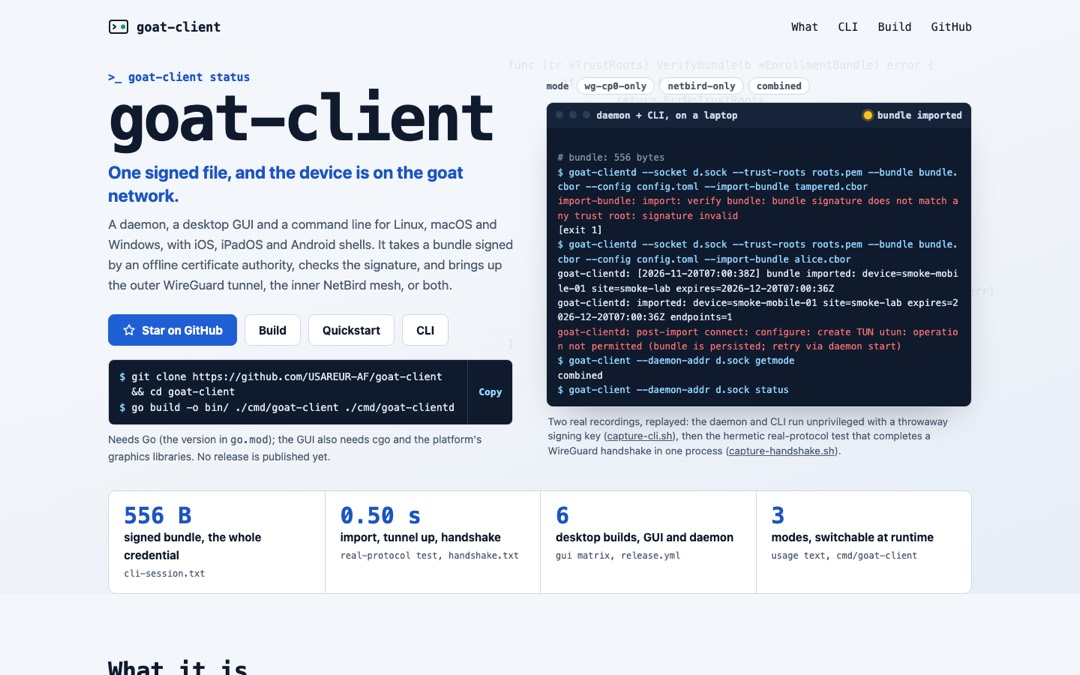 goat-client
What CLI Build GitHub
>_ goat-client status
goat-client
One signed file, and the device is on the goat
network.
A daemon, a desktop GUI and a command line for Linux, macOS and
Windows, with iOS, iPadOS and Android shells. It takes a bundle signed
by an offline certificate authority, checks the signature, and brings up
the outer WireGuard tunnel, the inner NetBird mesh, or both.
Star on GitHub Build Quickstart CLI
$ git clone https://github.com/USAREUR-AF/goat-client
&& cd goat-client
$ go build -o bin/ ./cmd/goat-client ./cmd/goat-clientd
Copy
Needs Go (the version in go.mod); the GUI also needs cgo and the platform's
graphics libraries. No release is published yet.
func (tr *TrustRoots) VerifyBundle(b *EnrollmentBundle) error {
mode wg-cp0-only netbird-only combined
return ErrNoTrustRoots
daemon + CLI, on a laptop bundle imported
# bundle: 556 bytes
$ goat-clientd --socket d.sock --trust-roots roots.pem --bundle bundle.
cbor --config config.toml --import-bundle tampered.cbor
import-bundle: import: verify bundle: bundle signature does not match a
ny trust root: signature invalid
[exit 1]
$ goat-clientd --socket d.sock --trust-roots roots.pem --bundle bundle.
cbor --config config.toml --import-bundle alice.cbor
goat-clientd: [2026-11-20T07:00:38Z] bundle imported: device=smoke-mobi
le-01 site=smoke-lab expires=2026-12-20T07:00:36Z
goat-clientd: imported: device=smoke-mobile-01 site=smoke-lab expires=2
026-12-20T07:00:36Z endpoints=1
goat-clientd: post-import connect: configure: create TUN utun: operatio
n not permitted (bundle is persisted; retry via daemon start)
$ goat-client --daemon-addr d.sock getmode
combined
$ goat-client --daemon-addr d.sock status
Two real recordings, replayed: the daemon and CLI run unprivileged with a throwaway
signing key (capture-cli.sh), then the hermetic real-protocol test that completes a
WireGuard handshake in one process (capture-handshake.sh).
556 B
signed bundle, the whole
credential
cli-session.txt
0.50 s
import, tunnel up, handshake
real-protocol test, handshake.txt
6
desktop builds, GUI and daemon
gui matrix, release.yml
3
modes, switchable at runtime
usage text, cmd/goat-client
What it is